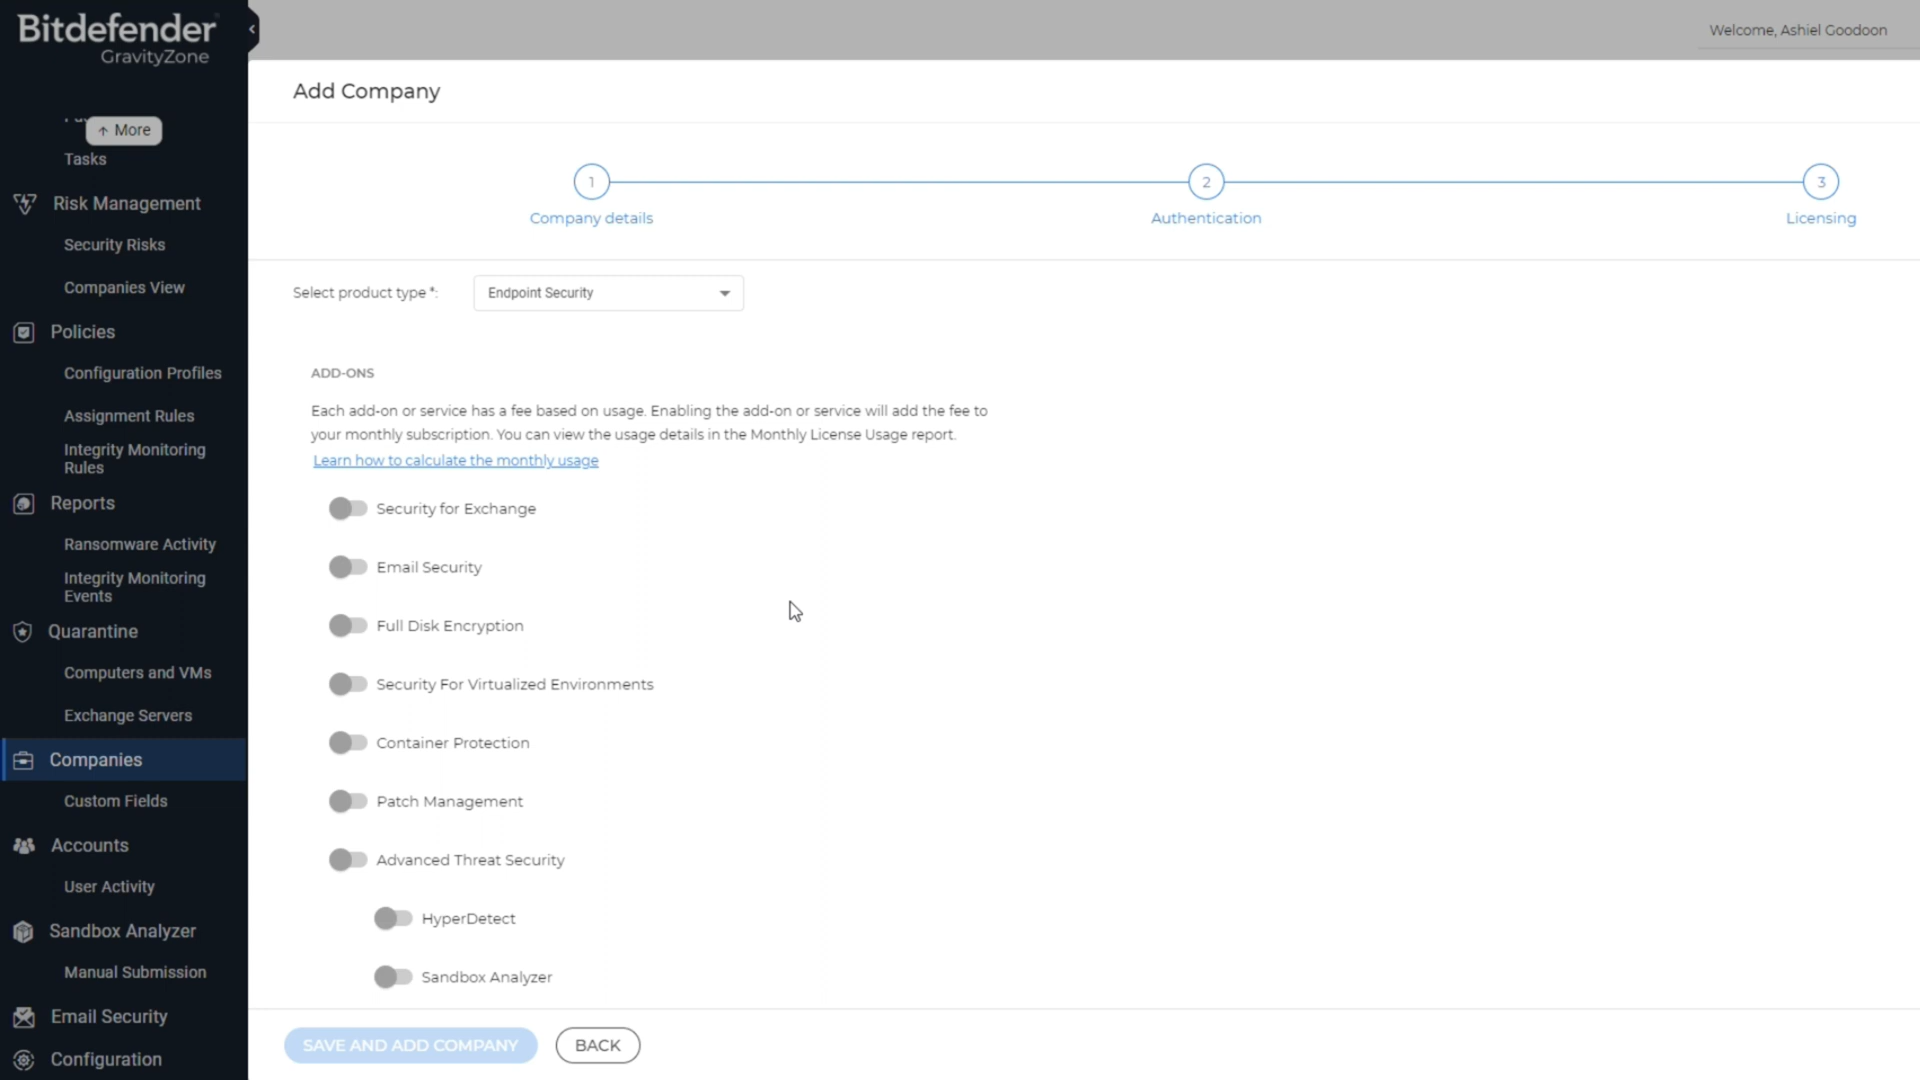 Bitdefender
GravityZone
Welcome, Ashiel Goodoon
↑ More
Tasks
Risk Management
Security Risks
Companies View
Policies
Configuration Profiles
Assignment Rules
Integrity Monitoring
Rules
Reports
Ransomware Activity
Integrity Monitoring
Events
Quarantine
Computers and VMs
Exchange Servers
Companies
Custom Fields
Accounts
User Activity
Sandbox Analyzer
Manual Submission
Email Security
Configuration
Add Company
1
2
3
Company details
Authentication
Licensing
Select product type *:
Endpoint Security
ADD-ONS
Each add-on or service has a fee based on usage. Enabling the add-on or service will add the fee to
your monthly subscription. You can view the usage details in the Monthly License Usage report.
Learn how to calculate the monthly usage
Security for Exchange
Email Security
Full Disk Encryption
Security For Virtualized Environments
Container Protection
Patch Management
Advanced Threat Security
HyperDetect
Sandbox Analyzer
SAVE AND ADD COMPANY
BACK